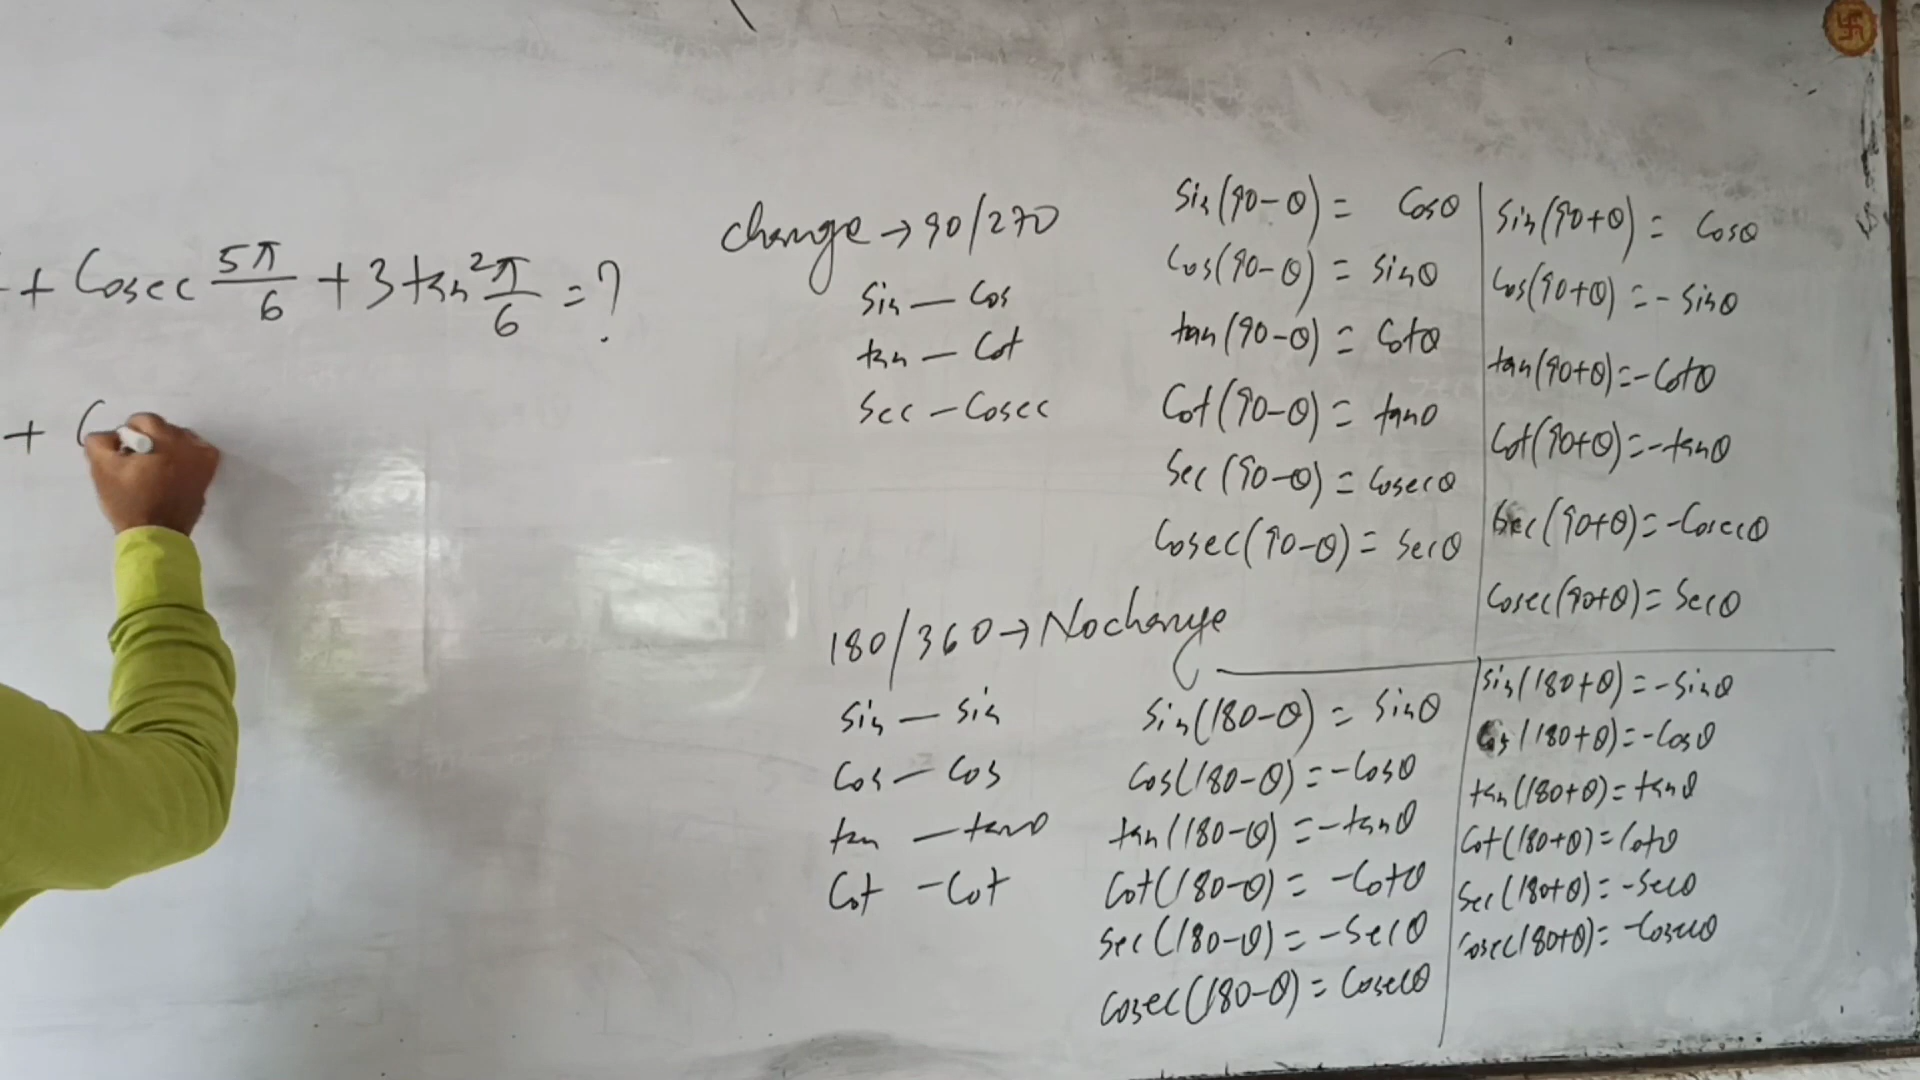 + Cosec 5π/6 + 3 tan²π/6 = ?
+ C
change → 90/270
Sin — Cos
tan — Cot
Sec — Cosec
180/360 → No change
Sin — Sin
Cos — Cos
tan — tanθ
Cot — Cot
Sin(90-θ) = Cosθ
Cos(90-θ) = Sinθ
tan(90-θ) = Cotθ
Cot(90-θ) = tanθ
Sec(90-θ) = Cosecθ
Cosec(90-θ) = Secθ
Sin(90+θ) = Cosθ
Cos(90+θ) = -Sinθ
tan(90+θ) = -Cotθ
Cot(90+θ) = -tanθ
Sec(90+θ) = -Cosecθ
Cosec(90+θ) = Secθ
Sin(180-θ) = Sinθ
Cos(180-θ) = -Cosθ
tan(180-θ) = -tanθ
Cot(180-θ) = -Cotθ
Sec(180-θ) = -Secθ
Cosec(180-θ) = Cosecθ
Sin(180+θ) = -Sinθ
Cos(180+θ) = -Cosθ
tan(180+θ) = tanθ
Cot(180+θ) = Cotθ
Sec(180+θ) = -Secθ
Cosec(180+θ) = -Cosecθ